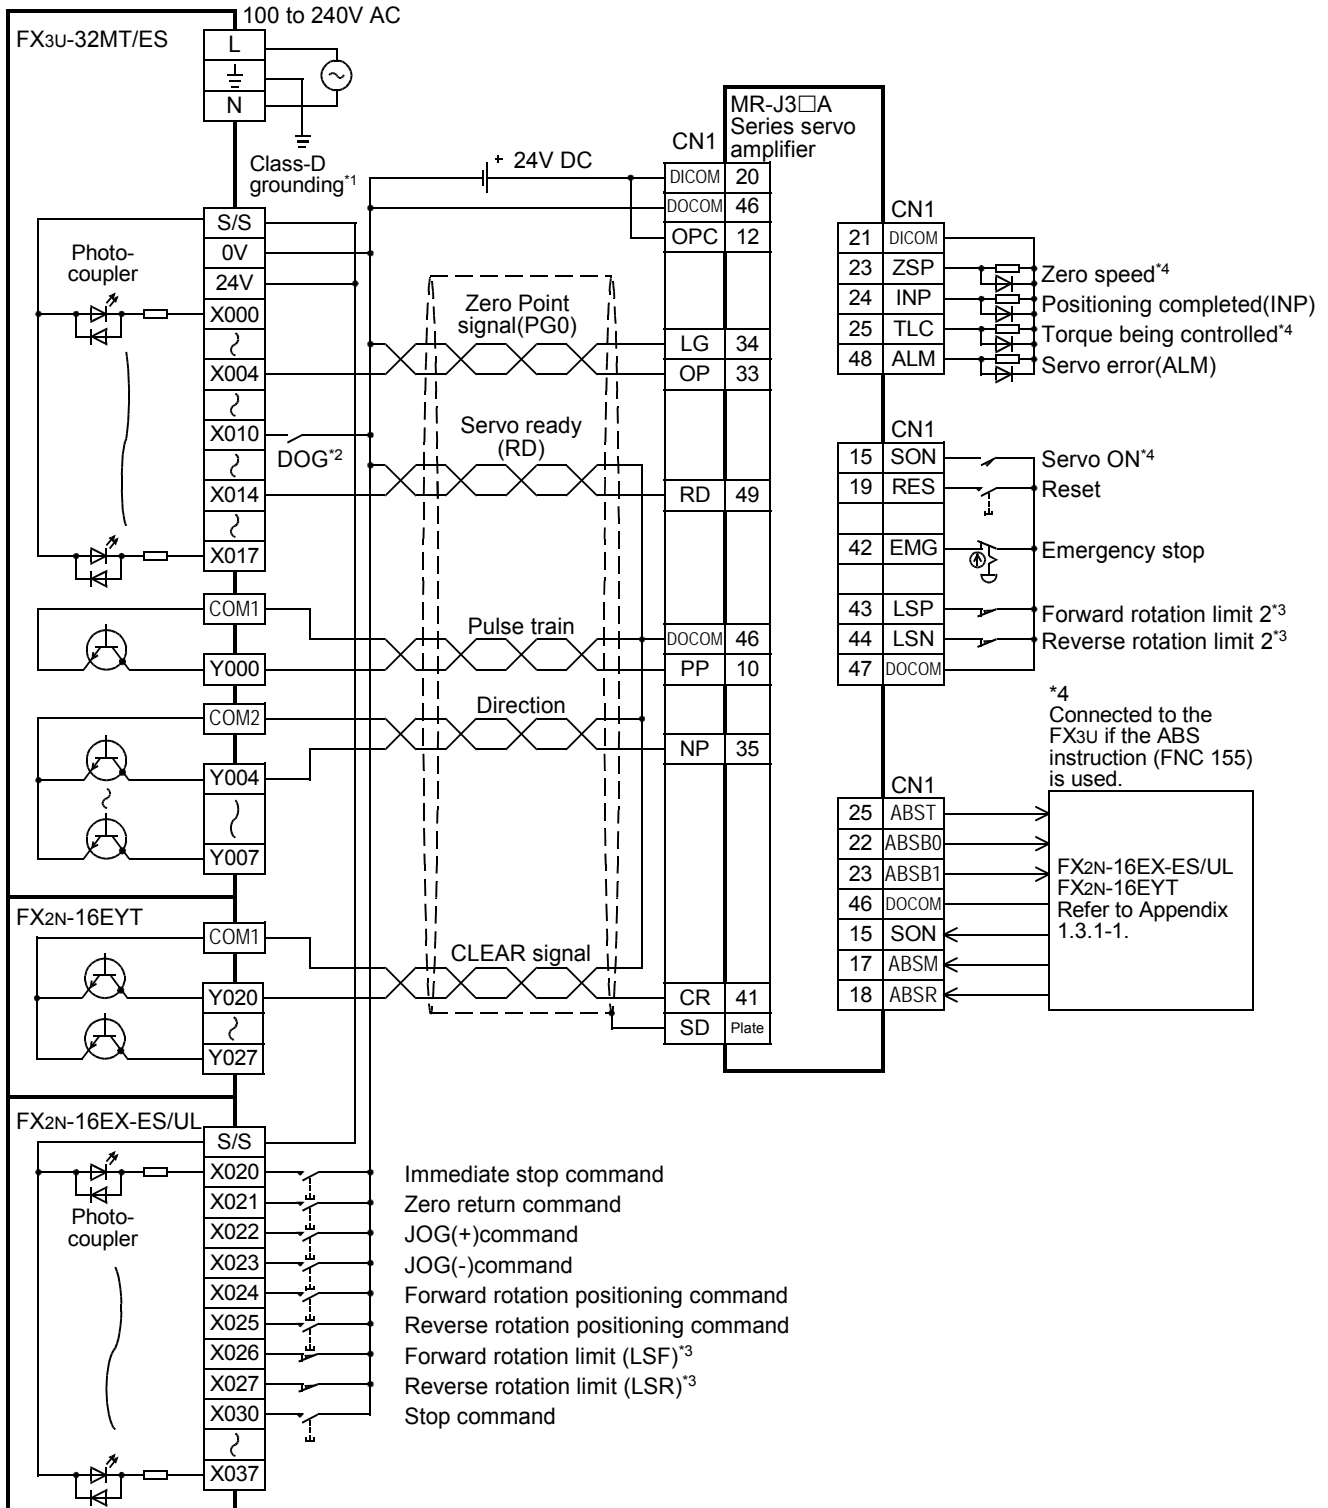 100 to 240V AC
FX3U-32MT/ES
L
N
Class-D
grounding*1
+ 24V DC
S/S
0V
24V
X000
X004
X010
X014
X017
Photo-
coupler
DOG*2
COM1
Y000
COM2
Y004
Y007
FX2N-16EYT
COM1
Y020
Y027
FX2N-16EX-ES/UL
S/S
X020
X021
X022
X023
X024
X025
X026
X027
X030
X037
Photo-
coupler
Immediate stop command
Zero return command
JOG(+)command
JOG(-)command
Forward rotation positioning command
Reverse rotation positioning command
Forward rotation limit (LSF)*3
Reverse rotation limit (LSR)*3
Stop command
Zero Point
signal(PG0)
Servo ready
(RD)
Pulse train
Direction
CLEAR signal
MR-J3□A
Series servo
amplifier
CN1
DICOM 20
DOCOM 46
OPC 12
LG 34
OP 33
RD 49
DOCOM 46
PP 10
NP 35
CR 41
SD Plate
CN1
21 DICOM
23 ZSP Zero speed*4
24 INP Positioning completed(INP)
25 TLC Torque being controlled*4
48 ALM Servo error(ALM)
CN1
15 SON Servo ON*4
19 RES Reset
42 EMG Emergency stop
43 LSP Forward rotation limit 2*3
44 LSN Reverse rotation limit 2*3
47 DOCOM
*4
Connected to the
FX3U if the ABS
instruction (FNC 155)
is used.
CN1
25 ABST
22 ABSB0
23 ABSB1
46 DOCOM
15 SON
17 ABSM
18 ABSR
FX2N-16EX-ES/UL
FX2N-16EYT
Refer to Appendix
1.3.1-1.